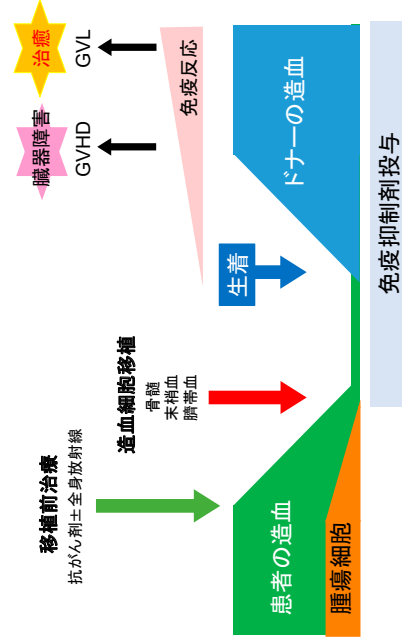 移植前治療
抗がん剤±全身放射線
造血細胞移植
骨髄
末梢血
臍帯血
生着
臓器障害
治癒
GVHD
GVL
免疫反応
患者の造血
ドナーの造血
腫瘍細胞
免疫抑制剤投与